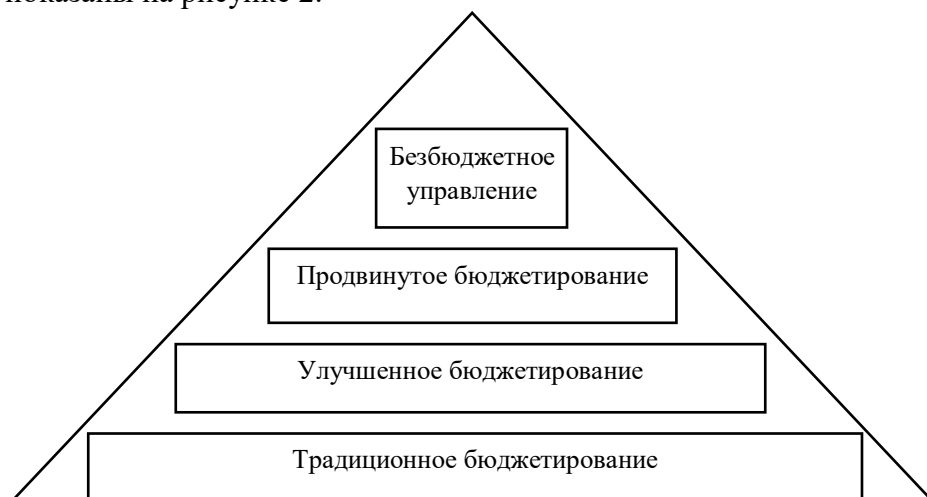 показаны на рисунке 2.
Безбюджетное
управление
Продвинутое бюджетирование
Улучшенное бюджетирование
Традиционное бюджетирование